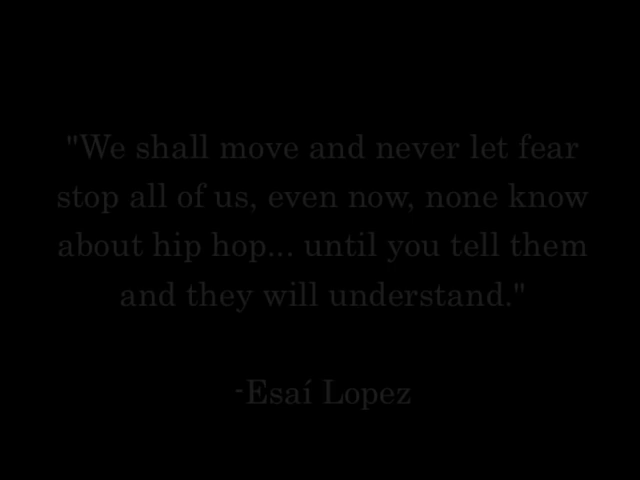 "We shall move and never let fear
stop all of us, even now, none know
about hip hop... until you tell them
and they will understand."
-Esaí Lopez